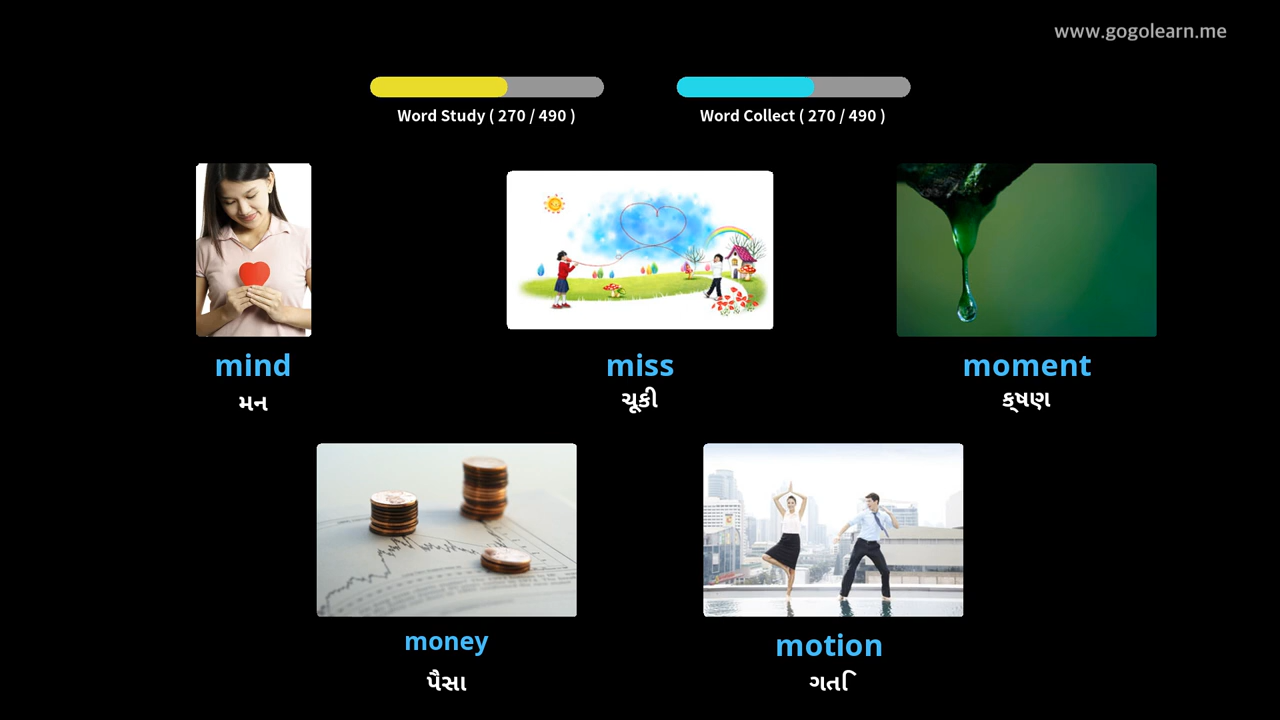 www.gogolearn.me
Word Study ( 270 / 490 )
Word Collect ( 270 / 490 )
mind
મન
miss
ચૂકી
moment
ક્ષણ
money
પૈસા
motion
ગતિ